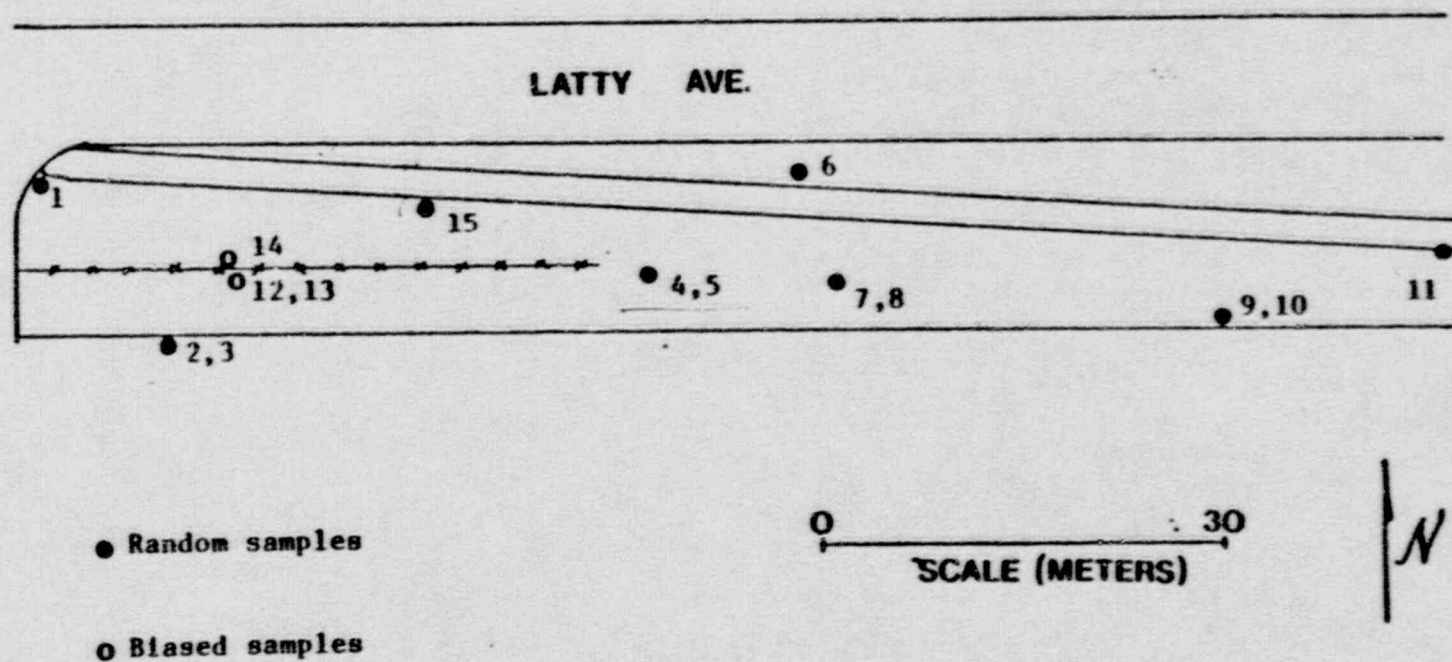 LATTY AVE.
6
1
15
14
12,13
4,5
7,8
9,10
11
2,3
0 30
SCALE (METERS)
N
Random samples
Biased samples